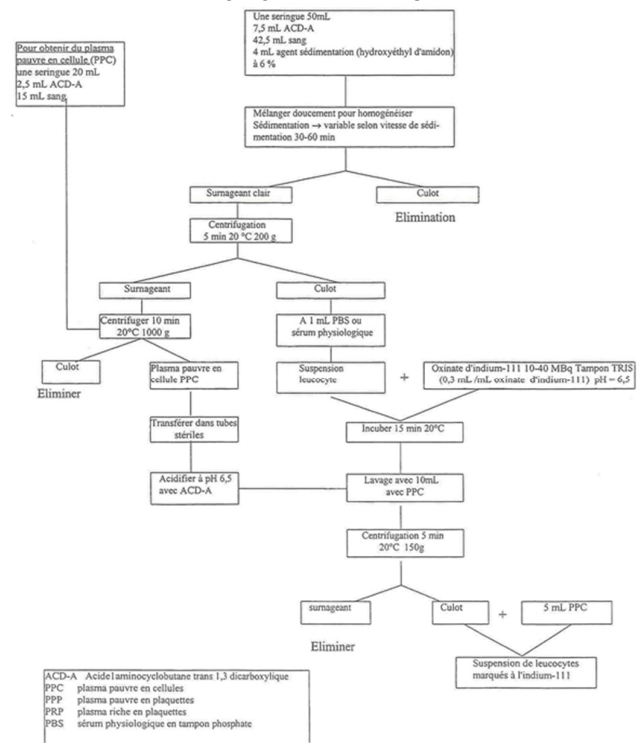 Une seringue 50mL
7,5 mL ACD-A
42,5 mL sang
4 mL agent sédimentation (hydroxyéthyl d'amidon)
à 6 %
Pour obtenir du plasma
pauvre en cellule (PPC)
une seringue 20 mL
2,5 mL ACD-A
15 mL sang
Mélanger doucement pour homogénéiser
Sédimentation → variable selon vitesse de sédi-
mentation 30-60 min
Surnageant clair
Culot
Elimination
Centrifugation
5 min 20 °C 200 g
Surnageant
Culot
Centrifuger 10 min
20°C 1000 g
A 1 mL PBS ou
sérum physiologique
Culot
Eliminer
Plasma pauvre en
cellule PPC
Suspension
leucocyte
+
Oxinate d'indium-111 10-40 MBq Tampon TRIS
(0,3 mL /mL oxinate d'indium-111) pH = 6,5
Transférer dans tubes
stériles
Incuber 15 min 20°C
Acidifier à pH 6,5
avec ACD-A
Lavage avec 10mL
avec PPC
Centrifugation 5 min
20°C 150g
surnageant
Eliminer
Culot
+
5 mL PPC
Suspension de leucocytes
marqués à l'indium-111
ACD-A Acide1aminocyclobutane trans 1,3 dicarboxylique
PPC plasma pauvre en cellules
PPP plasma pauvre en plaquettes
PRP plasma riche en plaquettes
PBS sérum physiologique en tampon phosphate